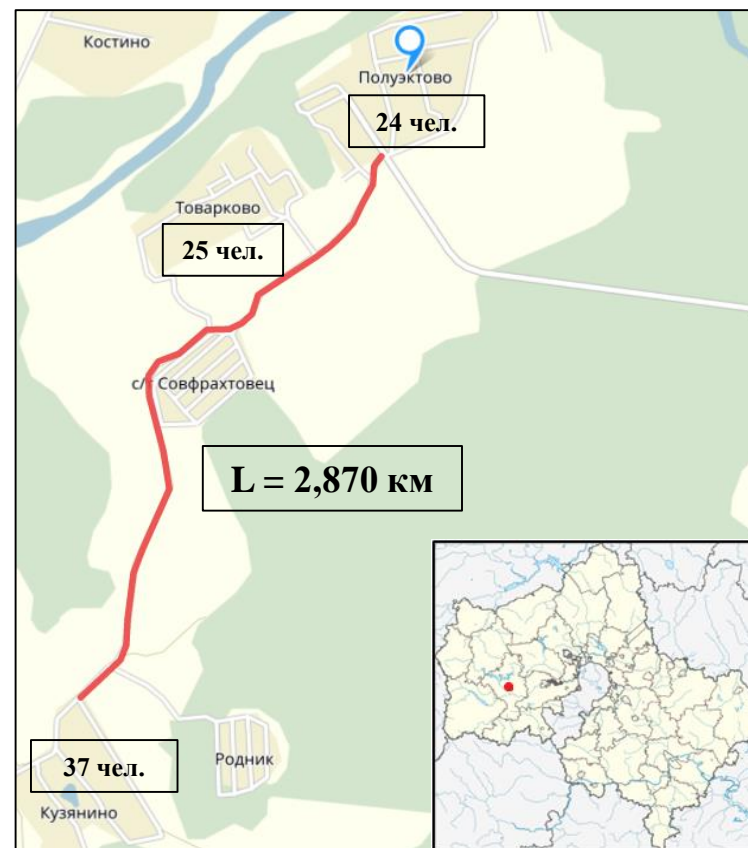 Костино
Полуэктово
24 чел.
Товарково
25 чел.
с/т Совфрахтовец
L = 2,870 км
Родник
37 чел.
Кузянино